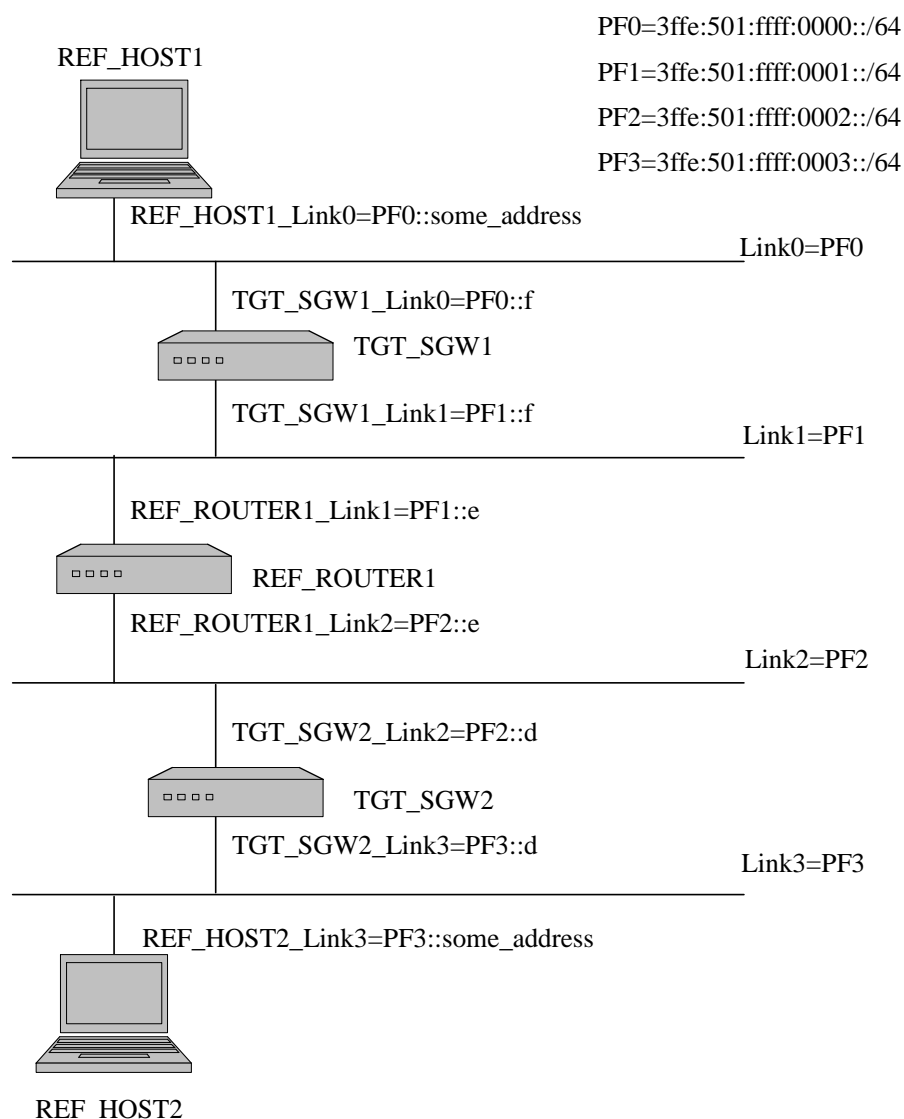 PF0=3ffe:501:ffff:0000::/64
REF_HOST1
PF1=3ffe:501:ffff:0001::/64
PF2=3ffe:501:ffff:0002::/64
PF3=3ffe:501:ffff:0003::/64
REF_HOST1_Link0=PF0::some_address
Link0=PF0
TGT_SGW1_Link0=PF0::f
TGT_SGW1
TGT_SGW1_Link1=PF1::f
Link1=PF1
REF_ROUTER1_Link1=PF1::e
REF_ROUTER1
REF_ROUTER1_Link2=PF2::e
Link2=PF2
TGT_SGW2_Link2=PF2::d
TGT_SGW2
TGT_SGW2_Link3=PF3::d
Link3=PF3
REF_HOST2_Link3=PF3::some_address
REF_HOST2